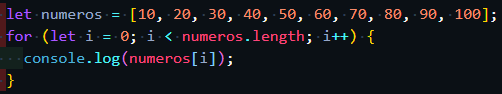 let numeros = [10, 20, 30, 40, 50, 60, 70, 80, 90, 100];
for (let i = 0; i < numeros.length; i++) {
  console.log(numeros[i]);
}